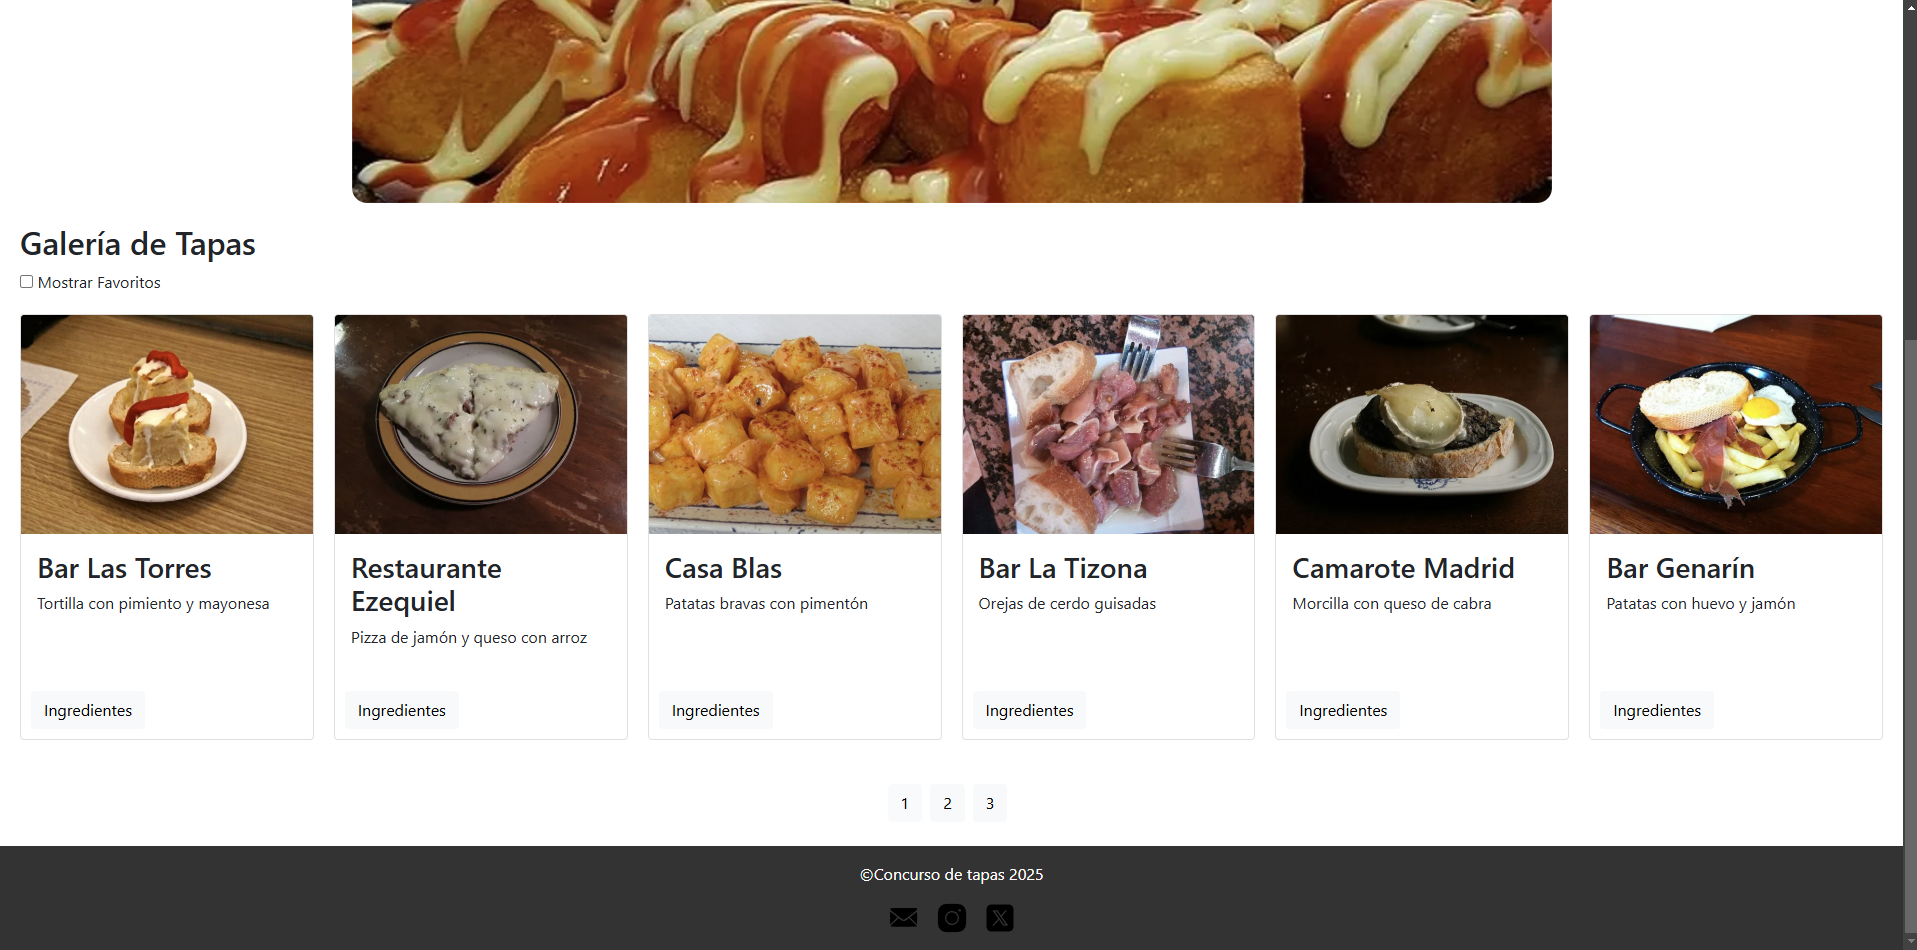 Galería de Tapas
Mostrar Favoritos
Bar Las Torres
Tortilla con pimiento y mayonesa
Ingredientes
Restaurante
Ezequiel
Pizza de jamón y queso con arroz
Ingredientes
Casa Blas
Patatas bravas con pimentón
Ingredientes
Bar La Tizona
Orejas de cerdo guisadas
Ingredientes
Camarote Madrid
Morcilla con queso de cabra
Ingredientes
Bar Genarín
Patatas con huevo y jamón
Ingredientes
1 2 3
©Concurso de tapas 2025